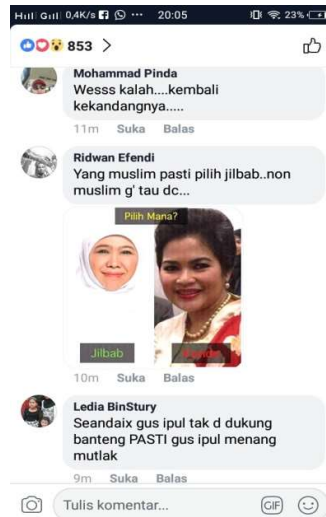 0,4K/s ... 20:05 23%
853 >
Mohammad Pinda
Wesss kalah....kembali
kekandangnya.....
11m Suka Balas
Ridwan Efendi
Yang muslim pasti pilih jilbab..non
muslim g' tau dc...
Pilih Mana?
Jilbab
10m Suka Balas
Ledia BinStury
Seandaix gus ipul tak d dukung
banteng PASTI gus ipul menang
mutlak
9m Suka Balas
Tulis komentar... GIF